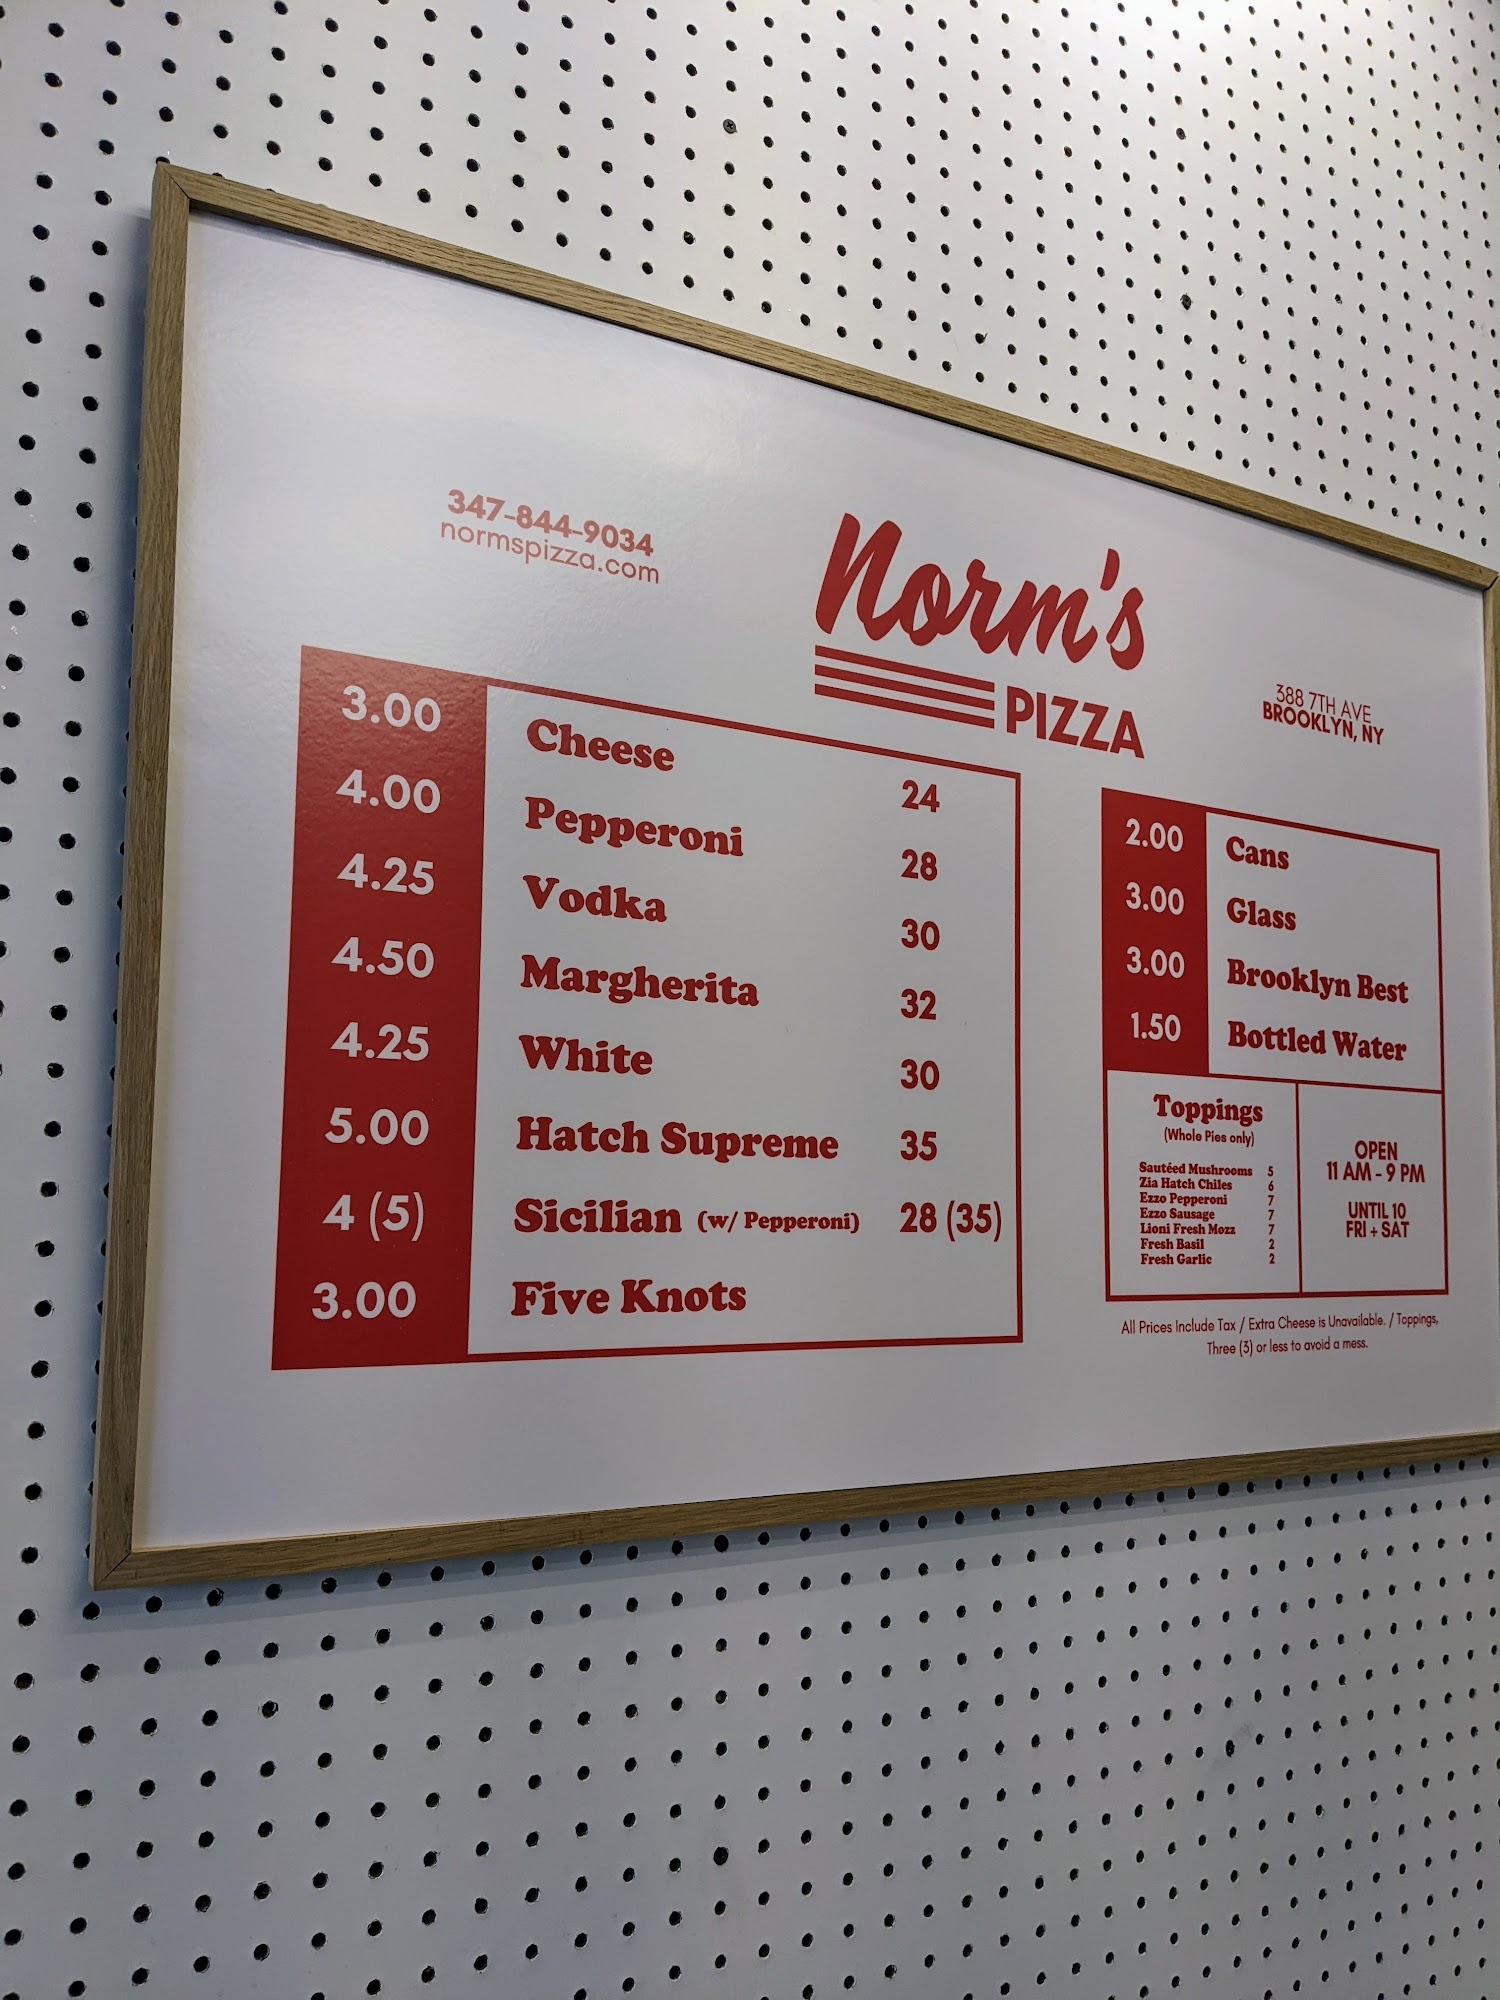 347-844-9034
normspizza.com
Norm's
PIZZA
388 7TH AVE
BROOKLYN, NY
3.00 Cheese 24
4.00 Pepperoni 28
4.25 Vodka 30
4.50 Margherita 32
4.25 White 30
5.00 Hatch Supreme 35
4 (5) Sicilian (w/ Pepperoni) 28 (35)
3.00 Five Knots
2.00 Cans
3.00 Glass
3.00 Brooklyn Best
1.50 Bottled Water
Toppings
(Whole Pies only)
Sautéed Mushrooms 5
Zia Hatch Chiles 6
Ezzo Pepperoni 7
Ezzo Sausage 7
Lioni Fresh Mozz 7
Fresh Basil 2
Fresh Garlic 2
OPEN
11 AM - 9 PM
UNTIL 10
FRI + SAT
All Prices Include Tax / Extra Cheese is Unavailable. / Toppings,
Three (3) or less to avoid a mess.